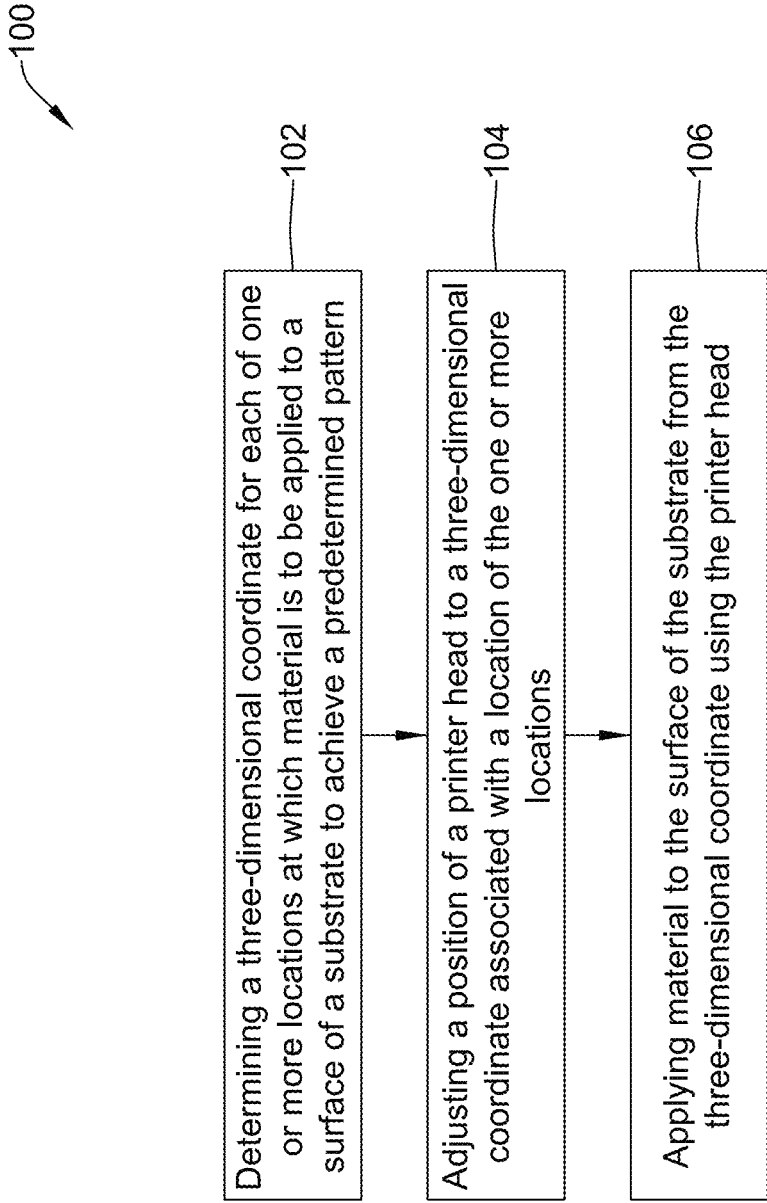 100
Determining a three-dimensional coordinate for each of one
or more locations at which material is to be applied to a
surface of a substrate to achieve a predetermined pattern
102
Adjusting a position of a printer head to a three-dimensional
coordinate associated with a location of the one or more
locations
104
Applying material to the surface of the substrate from the
three-dimensional coordinate using the printer head
106